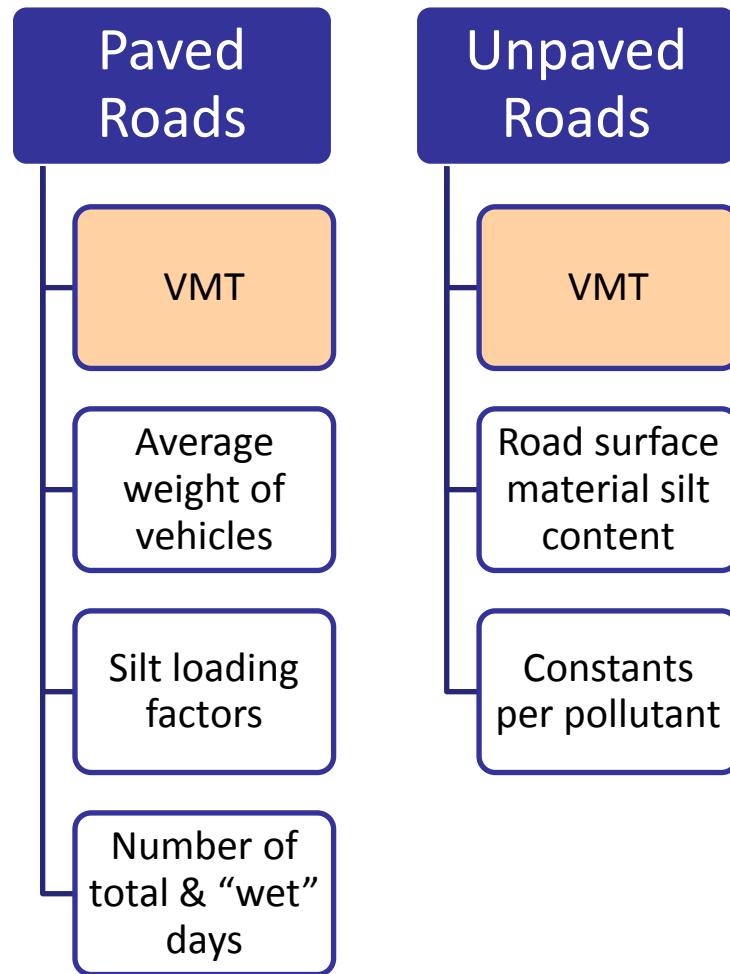 Paved
Roads
VMT
Average
weight of
vehicles
Silt loading
factors
Number of
total & “wet”
days
Unpaved
Roads
VMT
Road surface
material silt
content
Constants
per pollutant